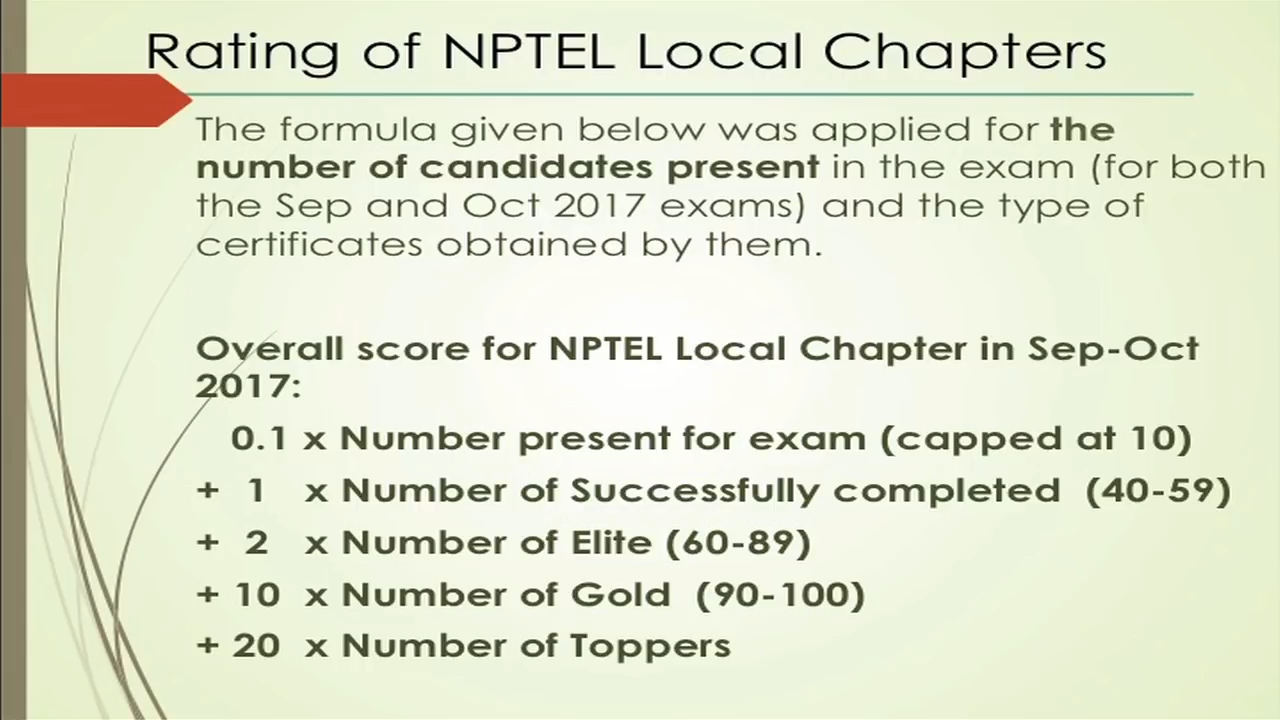 Rating of NPTEL Local Chapters
The formula given below was applied for the
number of candidates present in the exam (for both
the Sep and Oct 2017 exams) and the type of
certificates obtained by them.
Overall score for NPTEL Local Chapter in Sep-Oct
2017:
0.1 x Number present for exam (capped at 10)
+ 1 x Number of Successfully completed (40-59)
+ 2 x Number of Elite (60-89)
+ 10 x Number of Gold (90-100)
+ 20 x Number of Toppers